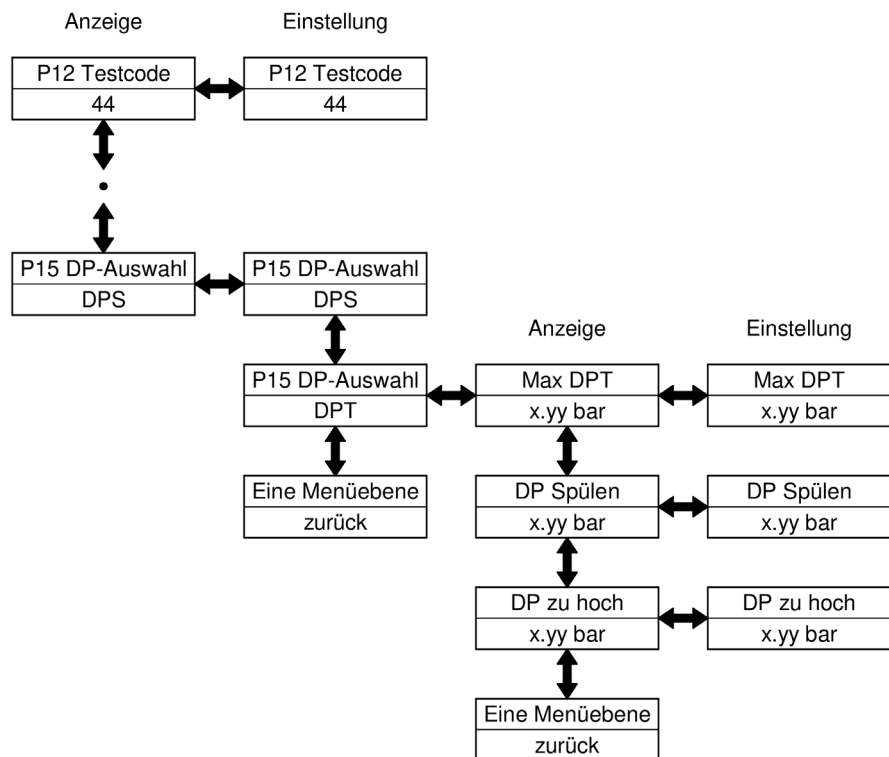 Anzeige Einstellung
P12 Testcode P12 Testcode
44 44
P15 DP-Auswahl P15 DP-Auswahl
DPS DPS
Anzeige Einstellung
P15 DP-Auswahl Max DPT Max DPT
DPT x.yy bar x.yy bar
Eine Menüebene DP Spülen DP Spülen
zurück x.yy bar x.yy bar
DP zu hoch DP zu hoch
x.yy bar x.yy bar
Eine Menüebene
zurück